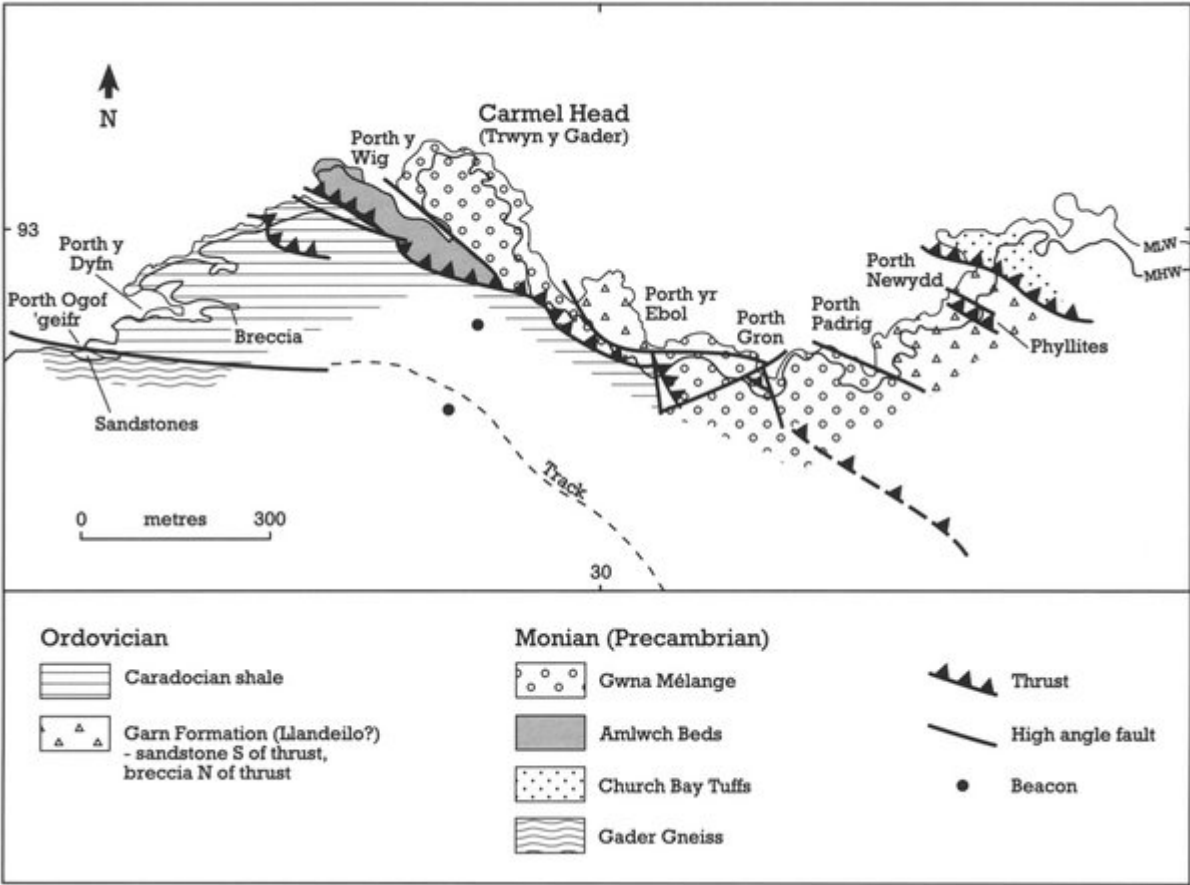 N
Carmel Head
(Trwyn y Gader)
Porth y
Wig
93
Porth y
Dyfn
Porth Ogof
'geifr
Breccia
Sandstones
Porth yr
Ebol
Porth
Gron
Porth
Padrig
Porth
Newydd
Phyllites
MLW
MHW
Track
0 metres 300
30
Ordovician
Caradocian shale
Garn Formation (Llandeilo?)
- sandstone S of thrust,
breccia N of thrust
Monian (Precambrian)
Gwna Mélange
Amlwch Beds
Church Bay Tuffs
Gader Gneiss
Thrust
High angle fault
Beacon